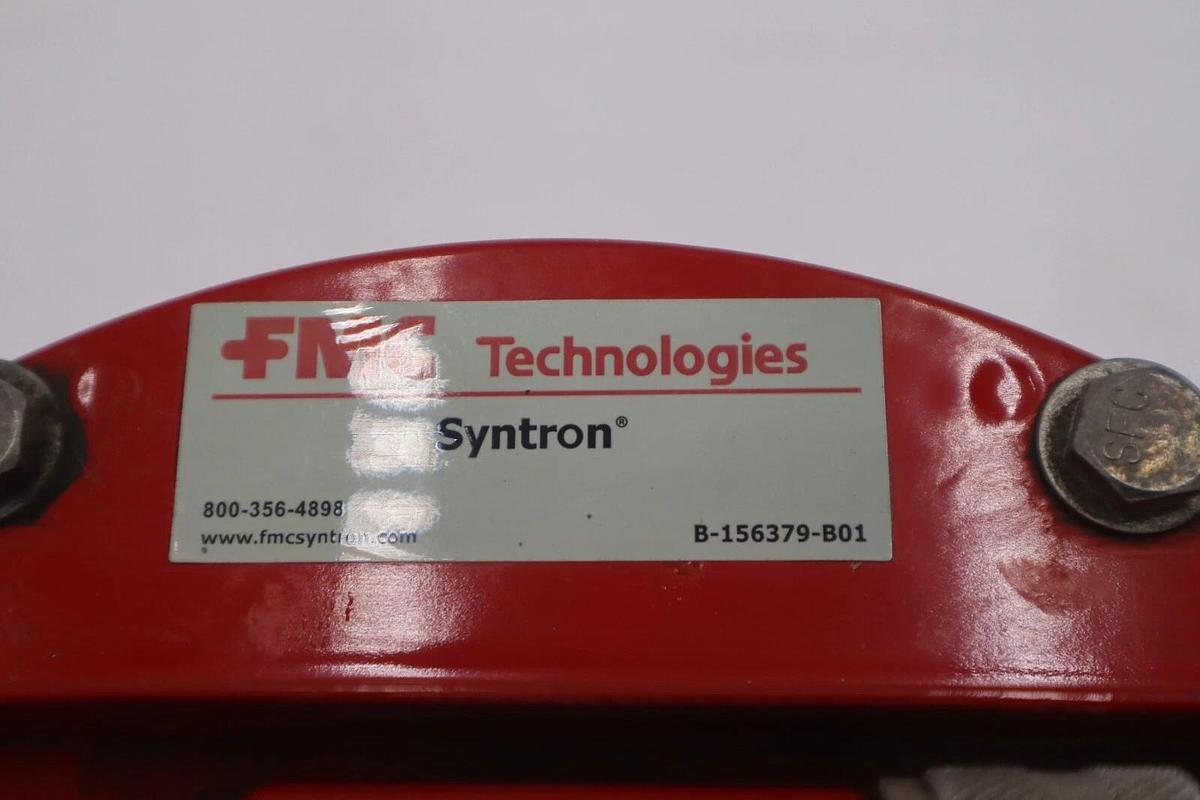 FMC Technologies
Syntron®
800-356-4898
www.fmcsyntron.com
B-156379-B01
SFC